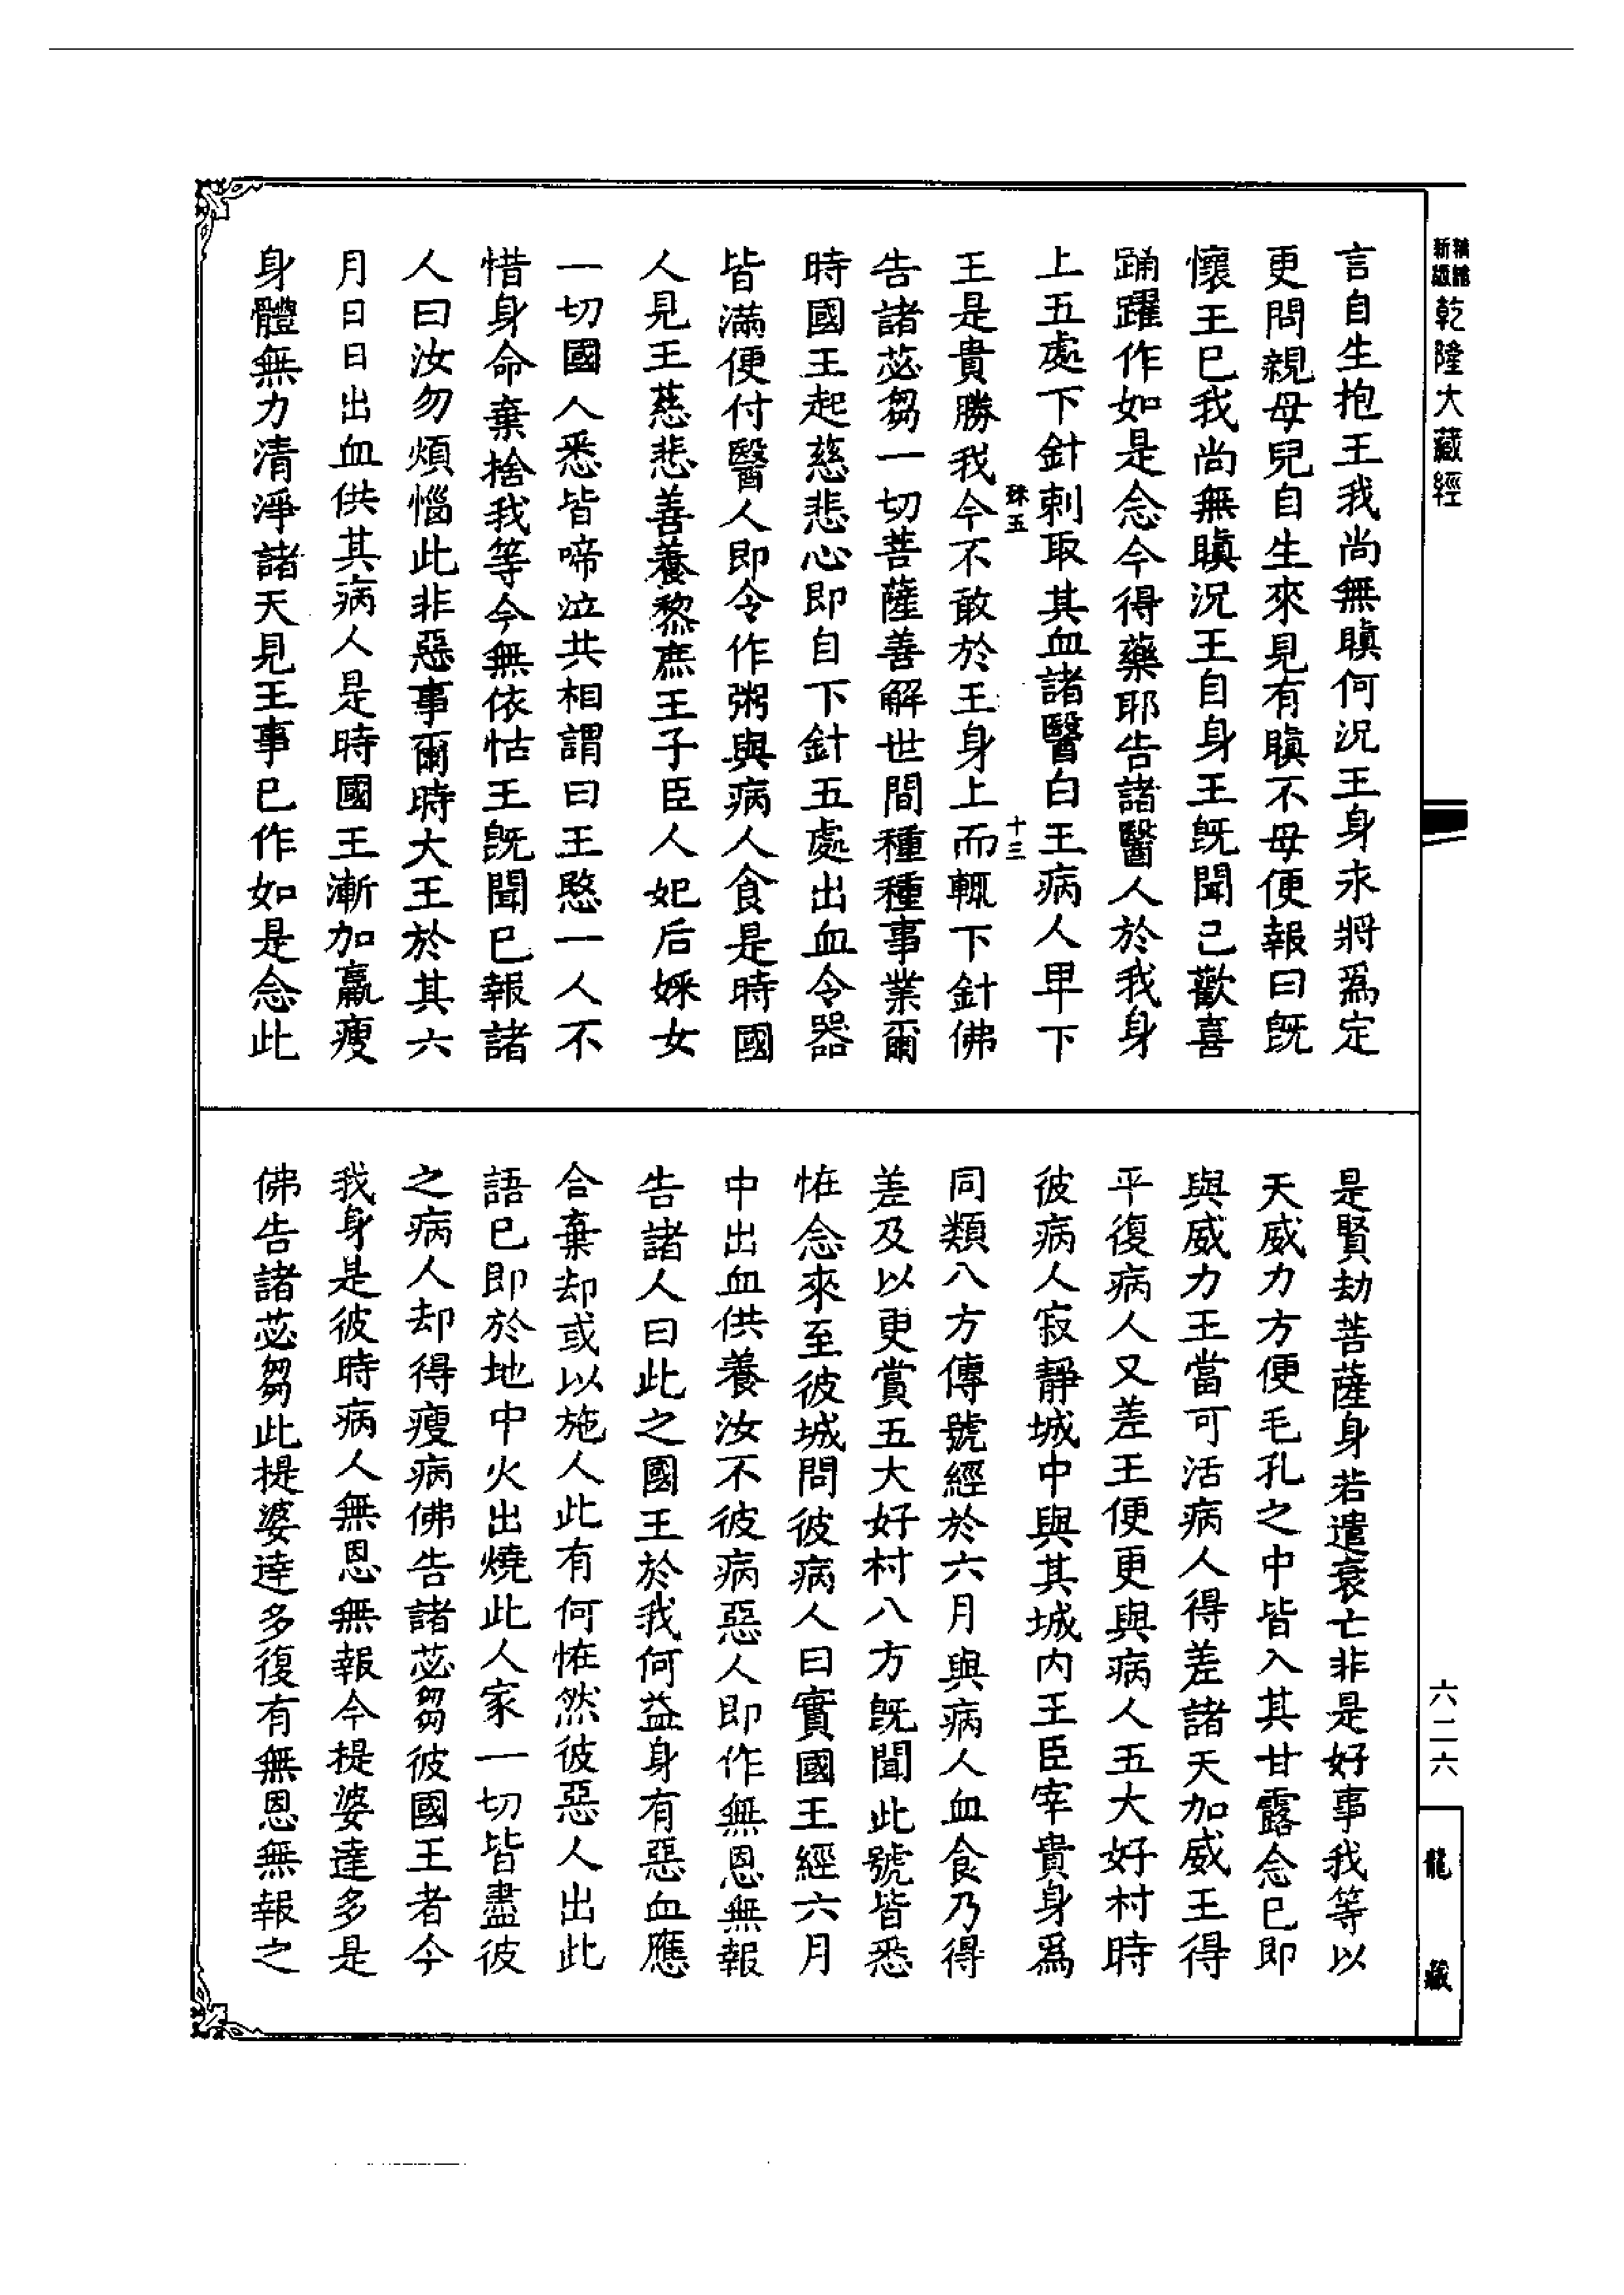 新編縮譜乾隆大藏經
言自生抱王我尚無瞋何況王身永將爲定
更問親母兒自生來見有瞋不母便報曰旣
懷王已我尚無瞋況王自身王旣聞已歡喜
踊躍作如是念今得藥耶告諸醫人於我身
上五處下針刺取其血諸醫白王病人卑下
王是貴勝我今不敢於王身上而輒下針佛
告諸苾芻一切菩薩善解世間種種事業爾
時國王起慈悲心即自下針五處出血令器
皆滿便付醫人即令作粥與病人食是時國
人見王慈悲善養黎庶王子臣人妃后婇女
一切國人悉皆啼泣共相謂曰王愍一人不
惜身命棄捨我等今無依怙王旣聞已報諸
人曰汝勿煩惱此非惡事爾時大王於其六
月日日出血供其病人是時國王漸加羸瘦
身體無力清淨諸天見王事已作如是念此
十三
是賢劫菩薩身若遣衰亡非是好事我等以
天威力方便毛孔之中皆入其甘露念已即
與威力王當可活病人得差諸天加威王得
平復病人又差王便更與病人五大好村時
彼病人寂靜城中與其城內王臣宰貴身爲
同類八方傳號經於六月與病人血食乃得
差及以更賞五大好村八方旣聞此號皆悉
恠念來至彼城問彼病人曰實國王經六月
中出血供養汝不彼病惡人即作無恩無報
告諸人曰此之國王於我何益身有惡血應
合棄却或以施人此有何恠然彼惡人出此
語已即於地中火出燒此人家一切皆盡彼
之病人却得瘦病佛告諸苾芻彼國王者今
我身是彼時病人無恩無報今提婆達多是
佛告諸苾芻此提婆達多復有無恩無報之
六二六
龍藏